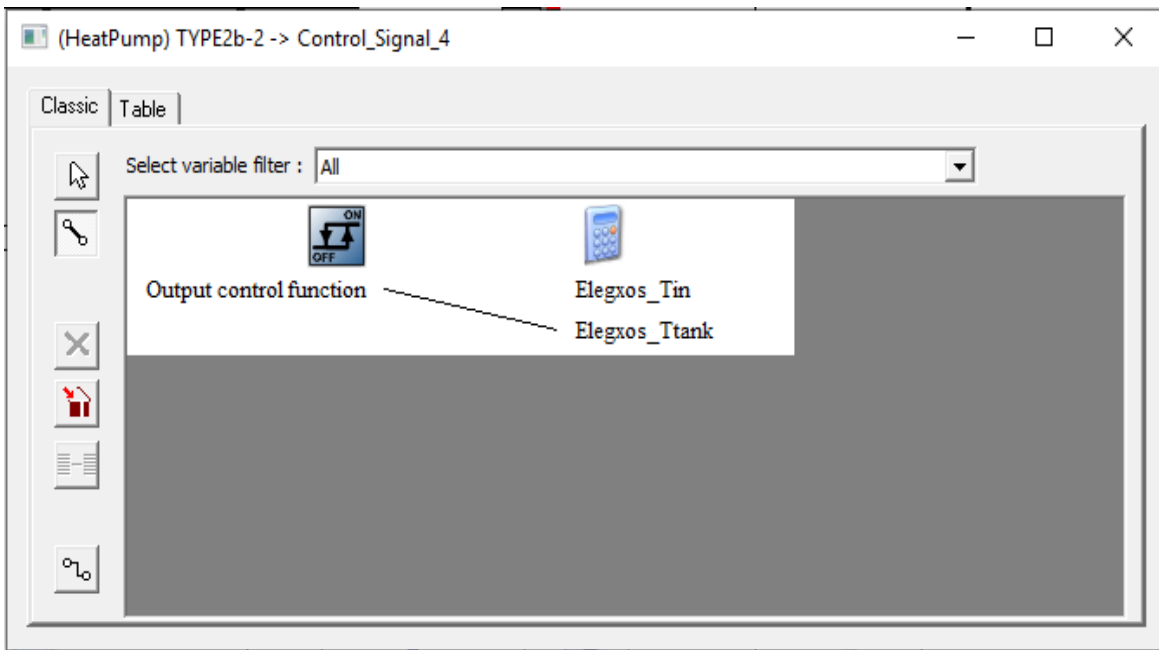 (HeatPump) TYPE2b-2 -> Control_Signal_4
Classic
Table
Select variable filter : All
ON
OFF
Output control function
Elegxos_Tin
Elegxos_Ttank